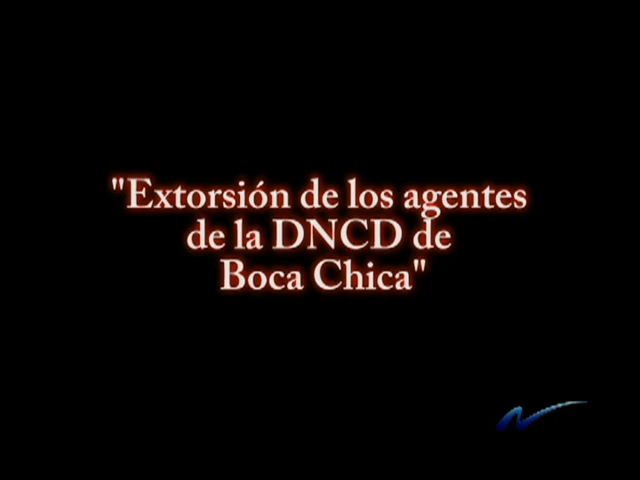 "Extorsión de los agentes
de la DNCD de
Boca Chica"